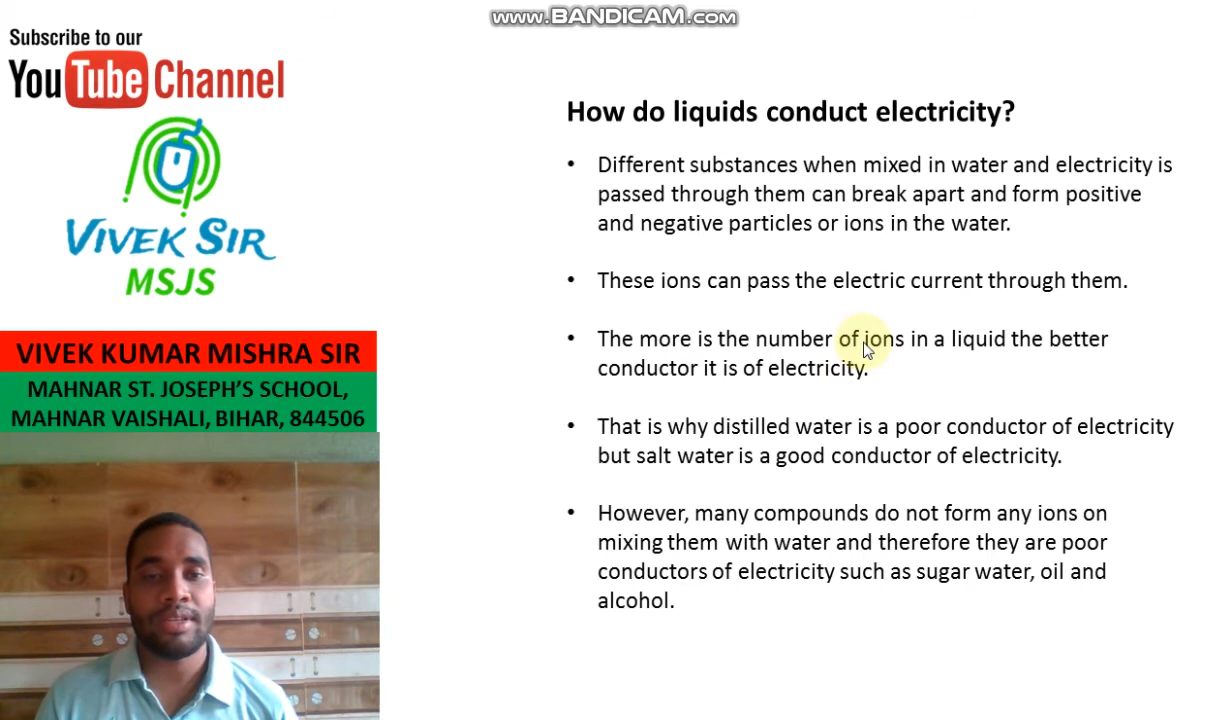 www.BANDICAM.com
Subscribe to our
YouTube Channel
VIVEK SIR
MSJS
VIVEK KUMAR MISHRA SIR
MAHNAR ST. JOSEPH'S SCHOOL,
MAHNAR VAISHALI, BIHAR, 844506
How do liquids conduct electricity?
• Different substances when mixed in water and electricity is
passed through them can break apart and form positive
and negative particles or ions in the water.
• These ions can pass the electric current through them.
• The more is the number of ions in a liquid the better
conductor it is of electricity.
• That is why distilled water is a poor conductor of electricity
but salt water is a good conductor of electricity.
• However, many compounds do not form any ions on
mixing them with water and therefore they are poor
conductors of electricity such as sugar water, oil and
alcohol.